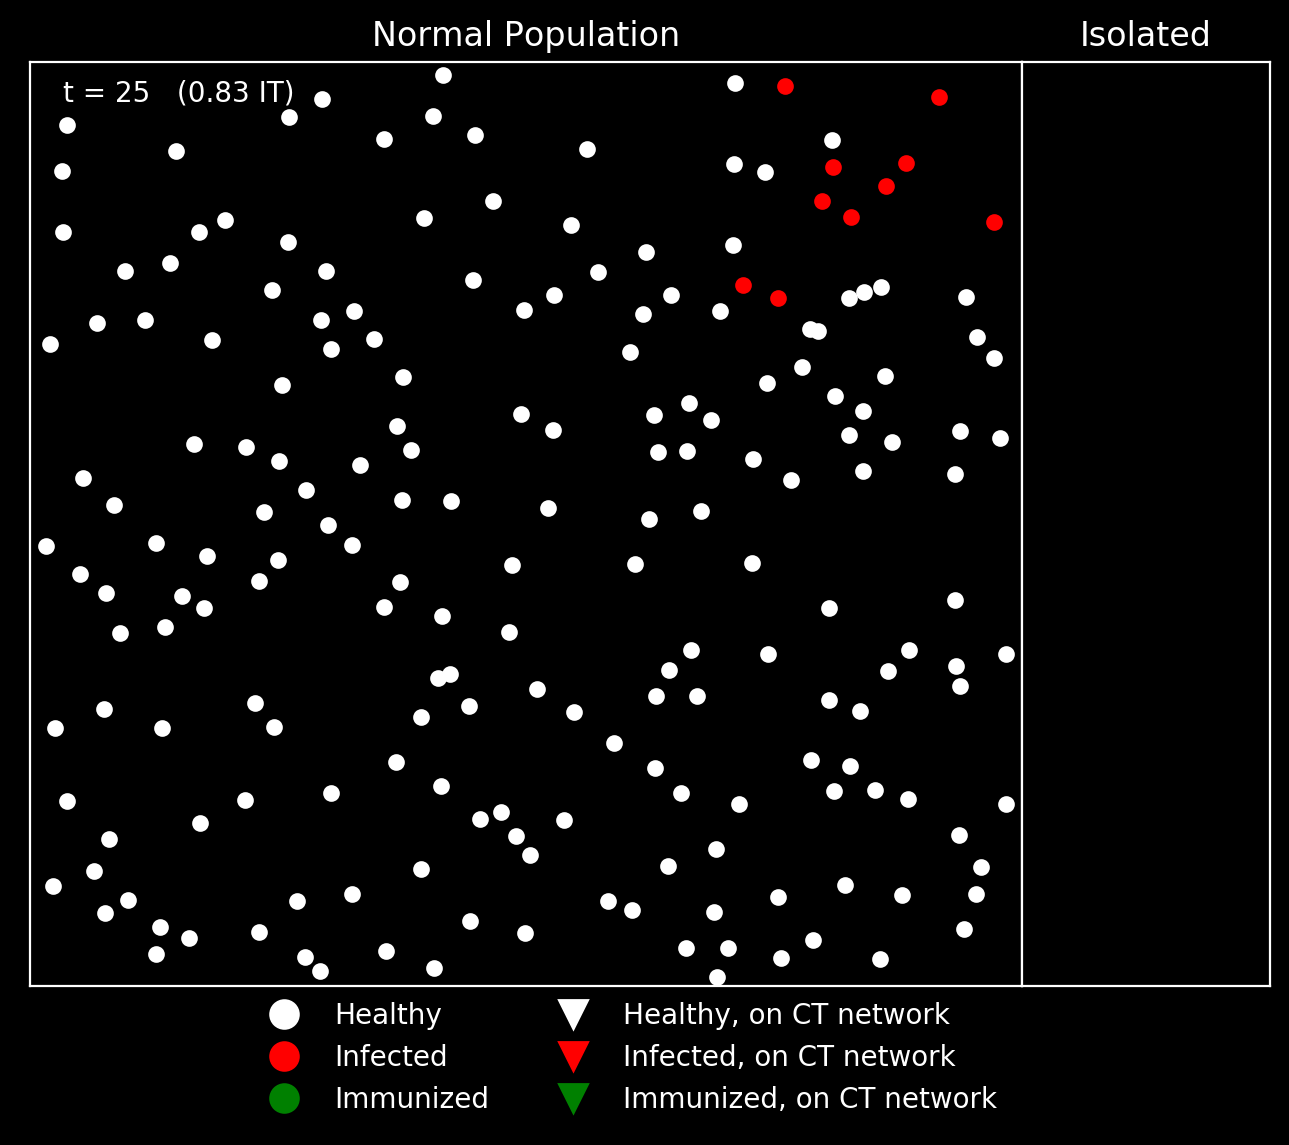 Normal Population
Isolated
t = 25 (0.83 IT)
Healthy
Infected
Immunized
Healthy, on CT network
Infected, on CT network
Immunized, on CT network